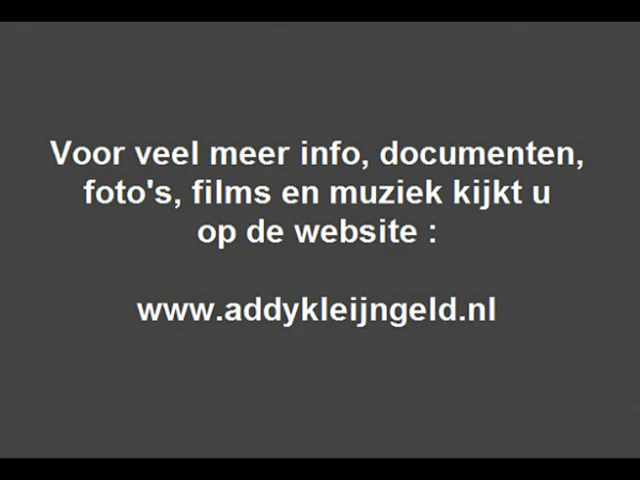 Voor veel meer info, documenten,
foto's, films en muziek kijkt u
op de website :
www.addykleijngeld.nl